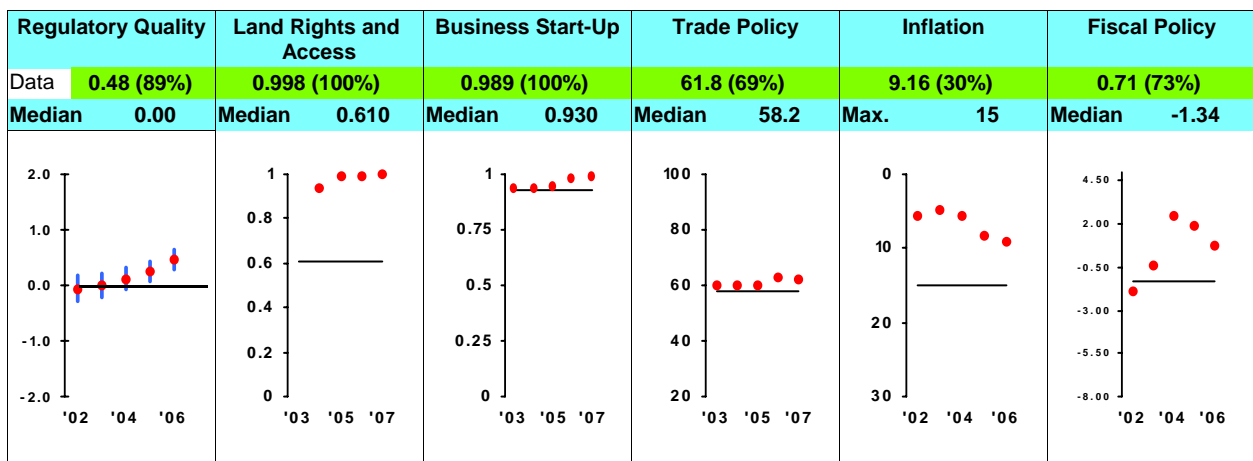 Regulatory Quality
Land Rights and
Access
Business Start-Up
Trade Policy
Inflation
Fiscal Policy
Data 0.48 (89%)
0.998 (100%)
0.989 (100%)
61.8 (69%)
9.16 (30%)
0.71 (73%)
Median 0.00
Median 0.610
Median 0.930
Median 58.2
Max. 15
Median -1.34
2.0
1.0
0.0
-1.0
-2.0
'02 '04 '06
1
0.8
0.6
0.4
0.2
0
'03 '05 '07
1
0.75
0.5
0.25
0
'03 '05 '07
100
80
60
40
20
'03 '05 '07
0
10
20
30
'02 '04 '06
4.50
2.00
-0.50
-3.00
-5.50
-8.00
'02 '04 '06